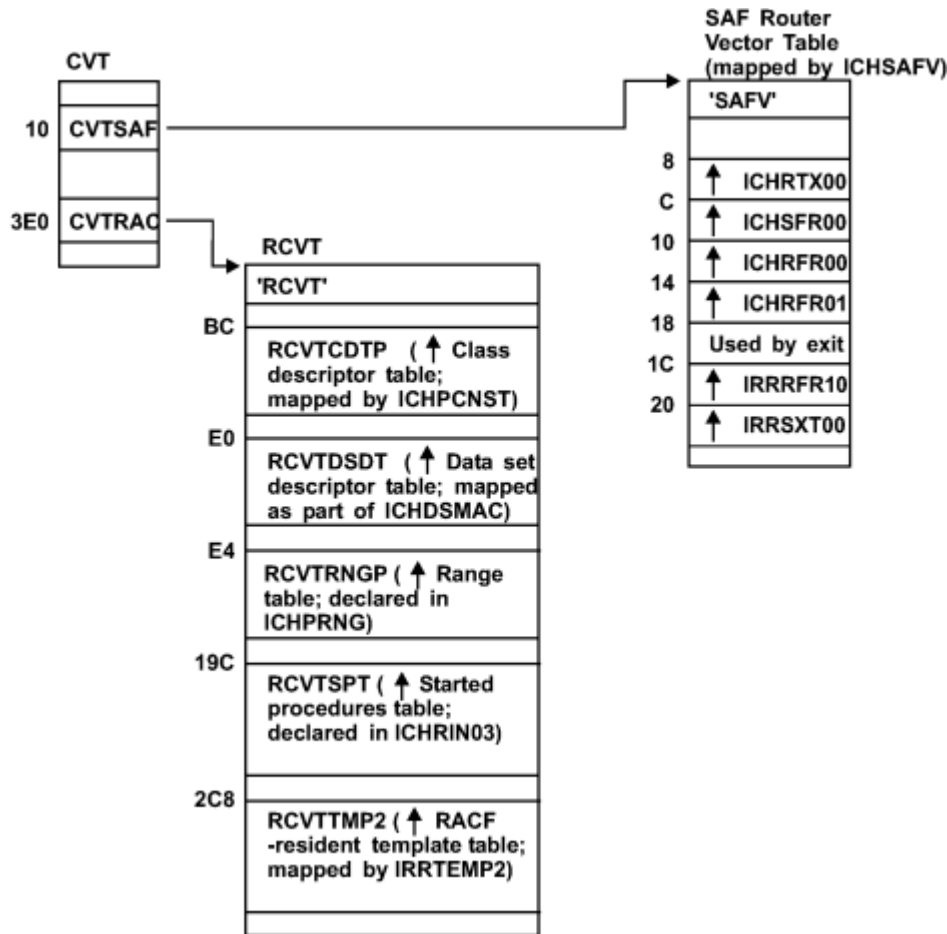 CVT
10 CVTSAF
3E0 CVTRAC
SAF Router
Vector Table
(mapped by ICHSAFV)
'SAFV'
8
↑ ICHRTX00
C
↑ ICHSFR00
10
↑ ICHRFR00
14
↑ ICHRFR01
18
Used by exit
1C
↑ IRRRFR10
20
↑ IRRSXT00
RCVT
'RCVT'
BC
RCVTCDTP (↑ Class
descriptor table;
mapped by ICHPCNST)
E0
RCVTDSDT (↑ Data set
descriptor table; mapped
as part of ICHDSMAC)
E4
RCVTRNGP (↑ Range
table; declared in
ICHPRNG)
19C
RCVTSPT (↑ Started
procedures table;
declared in ICHRIN03)
2C8
RCVTTMP2 (↑ RACF
-resident template table;
mapped by IRRTEMP2)